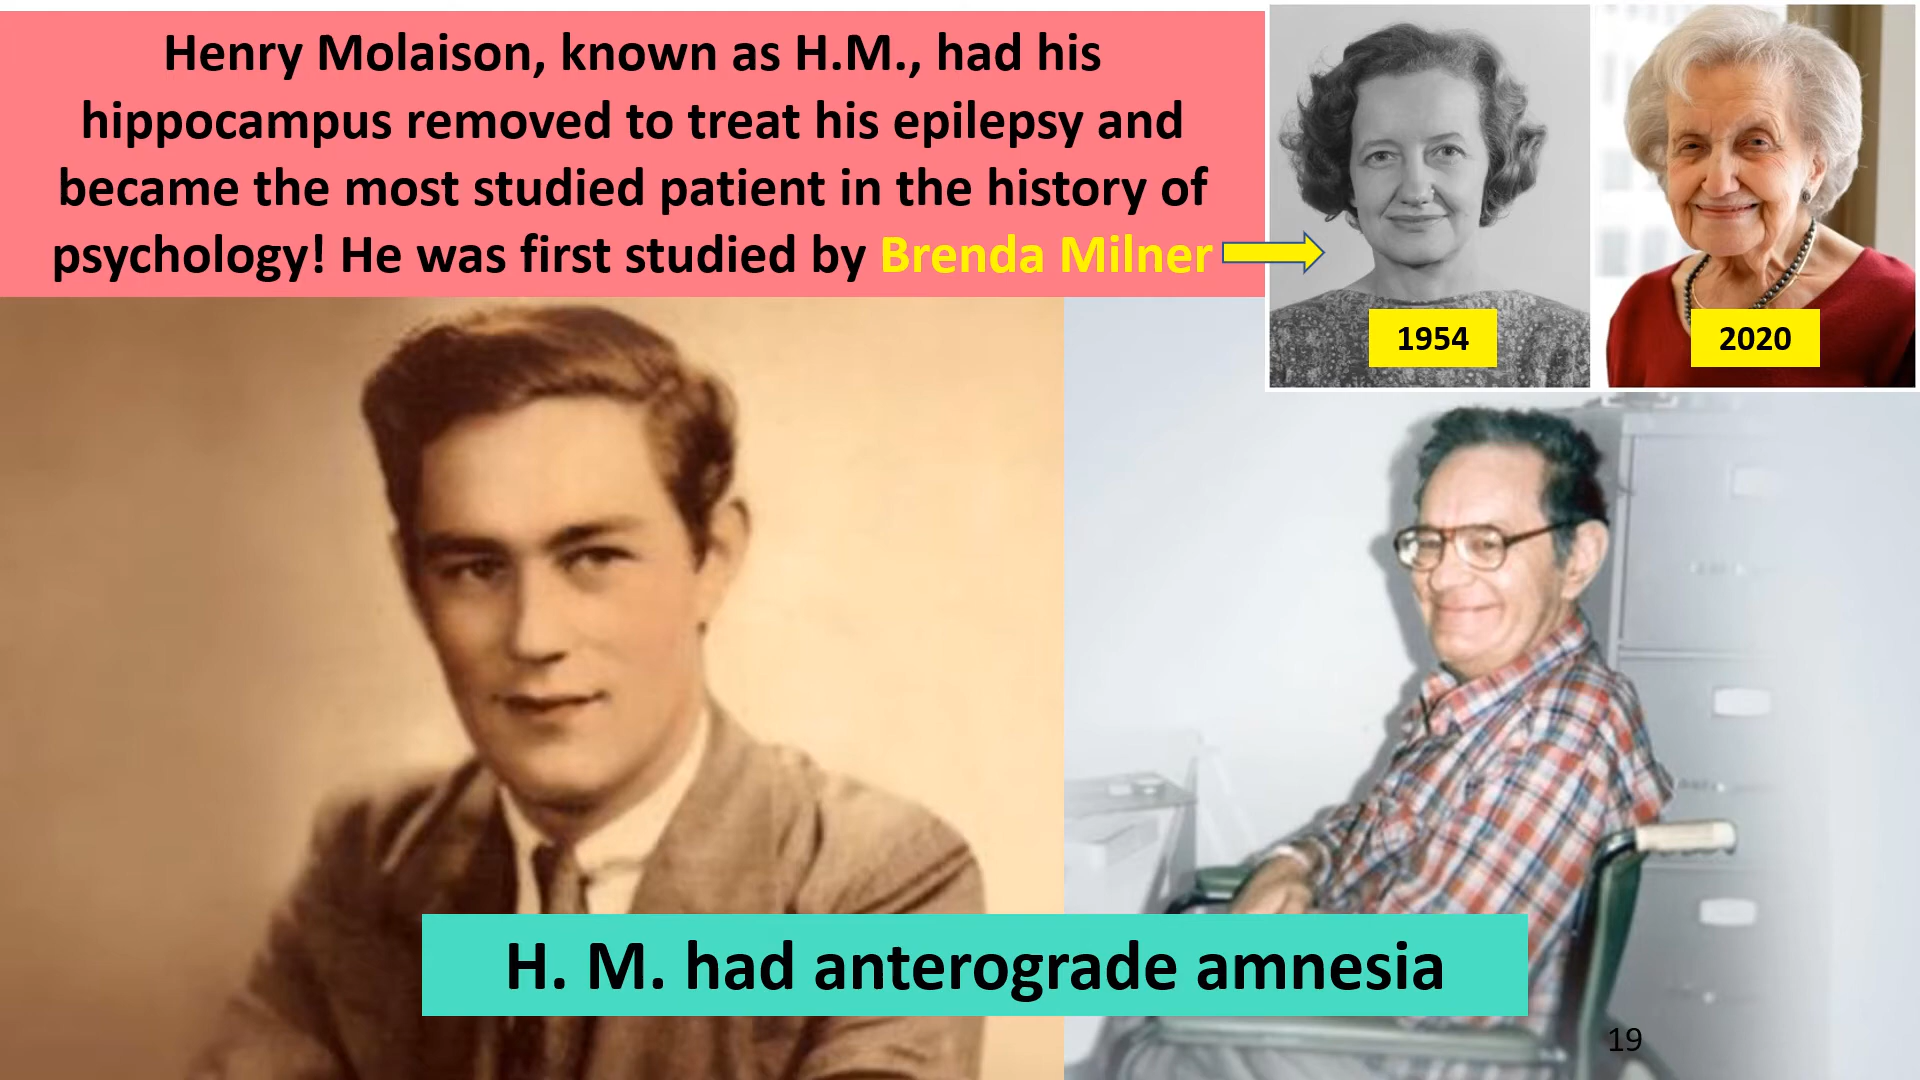 Henry Molaison, known as H.M., had his
hippocampus removed to treat his epilepsy and
became the most studied patient in the history of
psychology! He was first studied by Brenda Milner
1954
2020
H. M. had anterograde amnesia
19